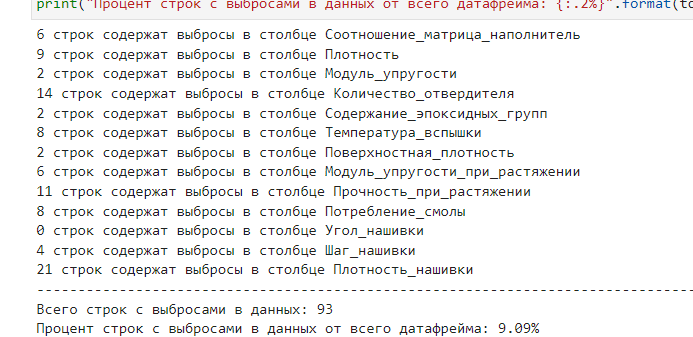 print("Процент строк с выбросами в данных от всего датафрейма: {:.2%}".format(to
6 строк содержат выбросы в столбце Соотношение_матрица_наполнитель
9 строк содержат выбросы в столбце Плотность
2 строк содержат выбросы в столбце Модуль_упругости
14 строк содержат выбросы в столбце Количество_отвердителя
2 строк содержат выбросы в столбце Содержание_эпоксидных_групп
8 строк содержат выбросы в столбце Температура_вспышки
2 строк содержат выбросы в столбце Поверхностная_плотность
6 строк содержат выбросы в столбце Модуль_упругости_при_растяжении
11 строк содержат выбросы в столбце Прочность_при_растяжении
8 строк содержат выбросы в столбце Потребление_смолы
0 строк содержат выбросы в столбце Угол_нашивки
4 строк содержат выбросы в столбце Шаг_нашивки
21 строк содержат выбросы в столбце Плотность_нашивки
--------------------------------------------------------------------------------
Всего строк с выбросами в данных: 93
Процент строк с выбросами в данных от всего датафрейма: 9.09%